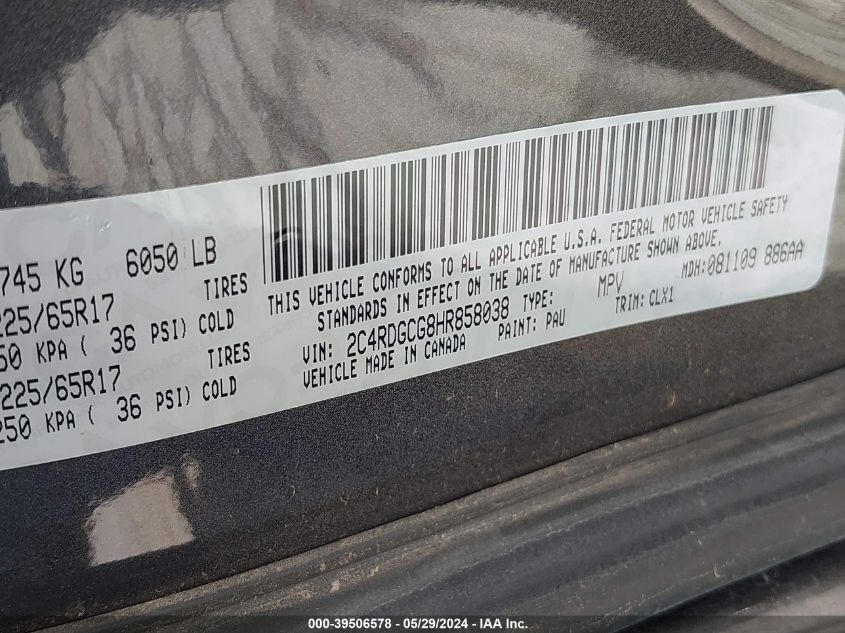 745 KG 6050 LB
225/65R17 TIRES
50 KPA ( 36 PSI) COLD
225/65R17 TIRES
250 KPA ( 36 PSI) COLD
THIS VEHICLE CONFORMS TO ALL APPLICABLE U.S.A. FEDERAL MOTOR VEHICLE SAFETY
STANDARDS IN EFFECT ON THE DATE OF MANUFACTURE SHOWN ABOVE.
VIN: 2C4RDGCG8HR858038 TYPE: MPV MDH:081109 886AA
VEHICLE MADE IN CANADA PAINT: PAU TRIM: CLX1
000-39506578 - 05/29/2024 - IAA Inc.